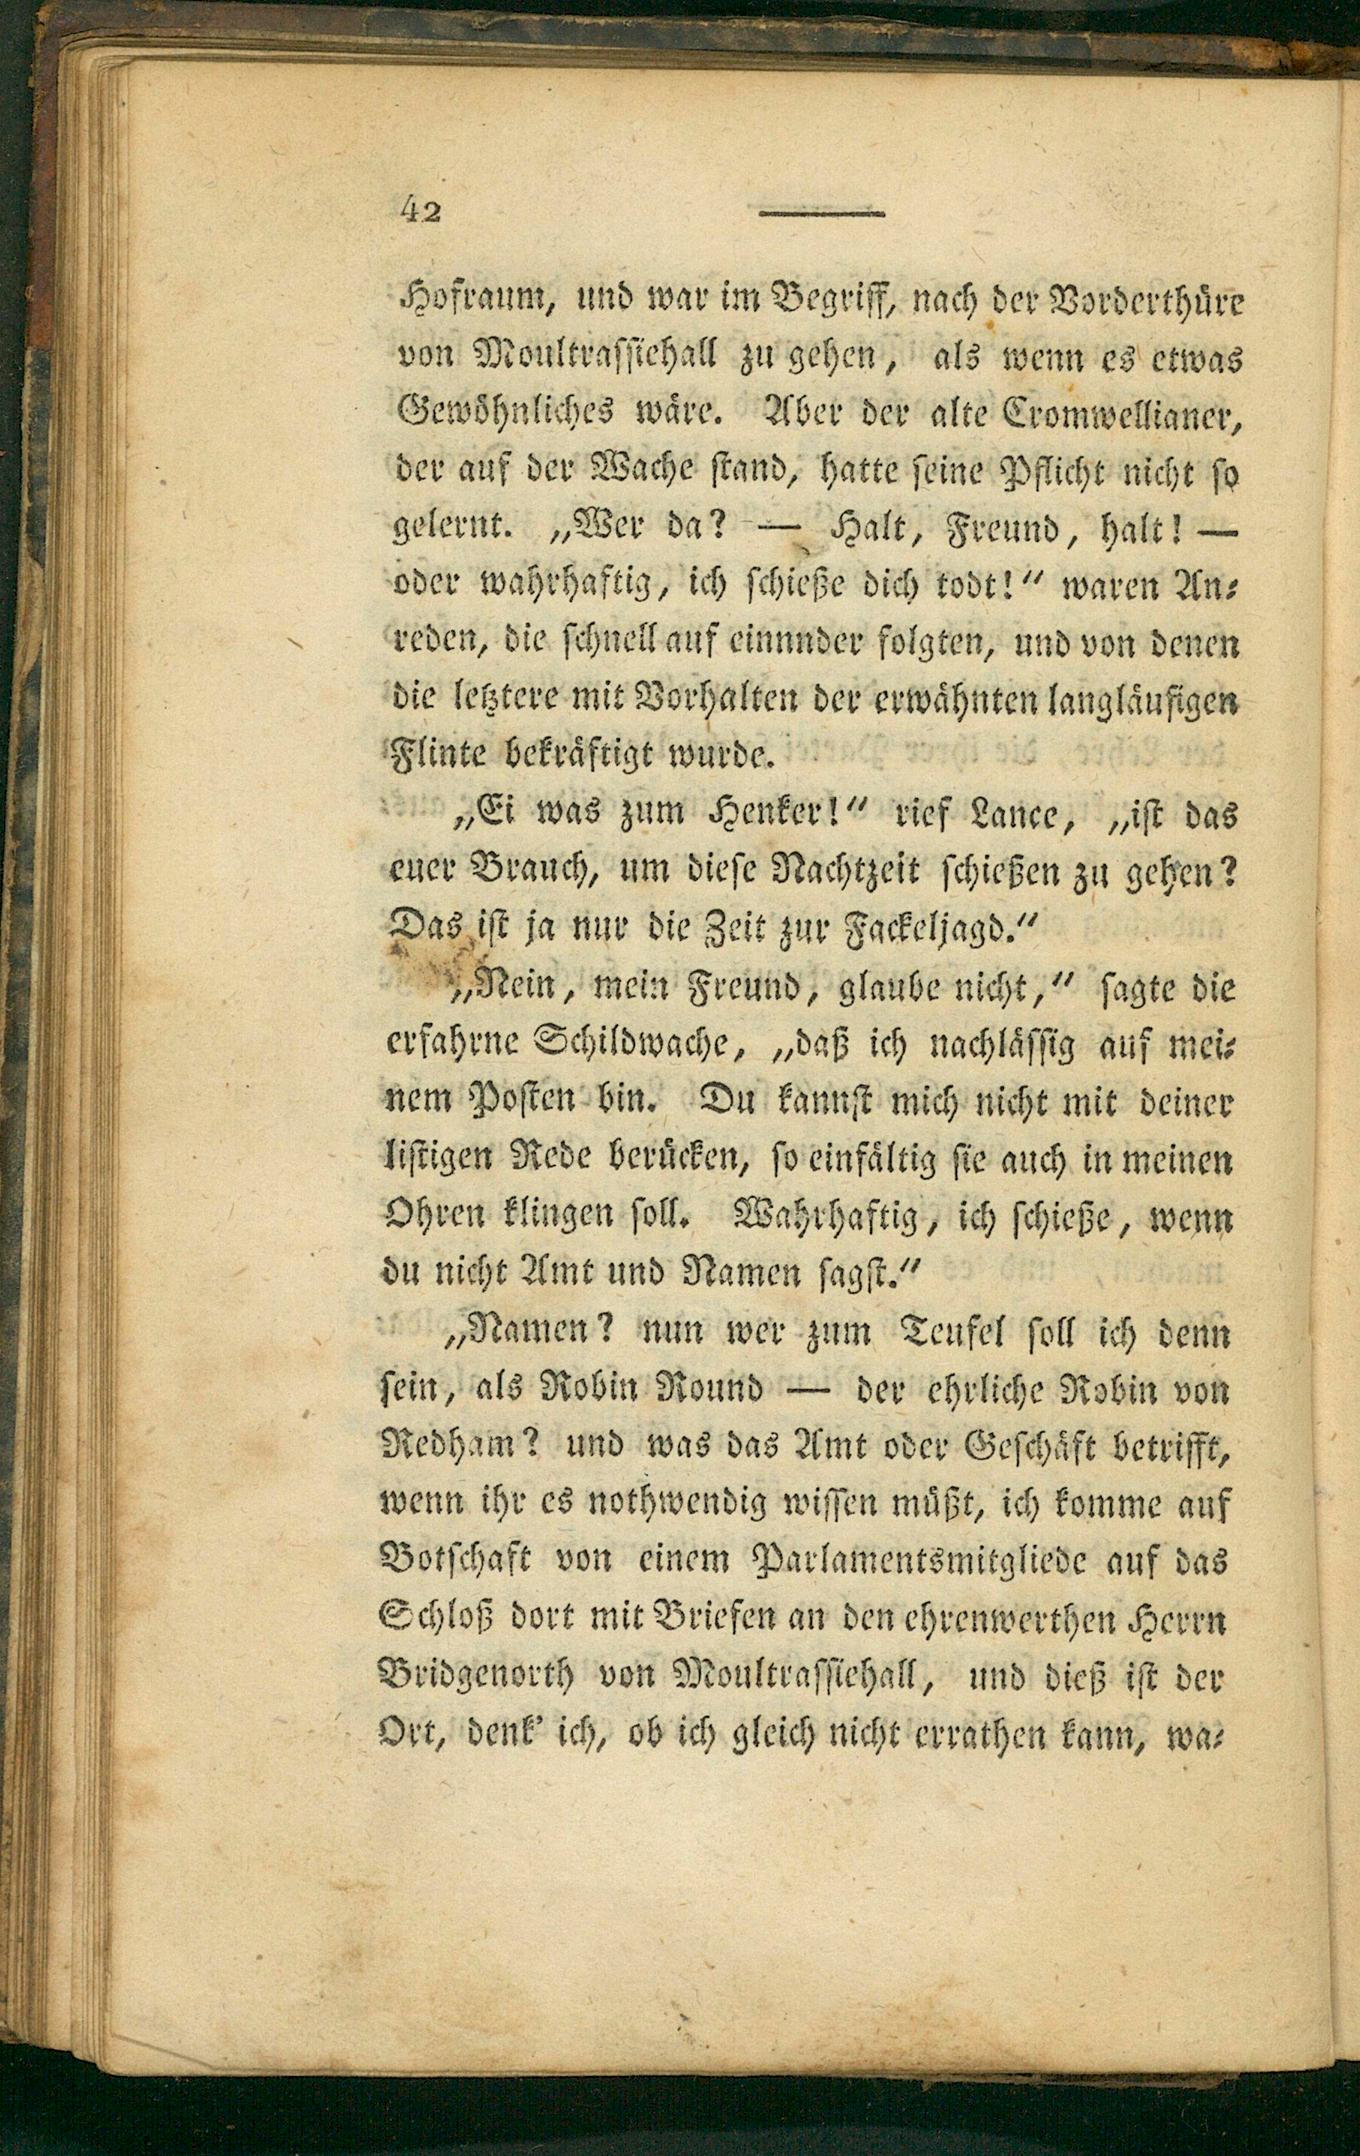 42
Hofraum, und war im Begriff, nach der Vorderthüre
von Moultrassiehall zu gehen, als wenn es etwas
Gewöhnliches wäre. Aber der alte Cromwellianer,
der auf der Wache stand, hatte seine Pflicht nicht so
gelernt. „Wer da? — Halt, Freund, halt! —
oder wahrhaftig, ich schieße dich todt!“ waren An-
reden, die schnell auf einnnder folgten, und von denen
die letztere mit Vorhalten der erwähnten langläufigen
Flinte bekräftigt wurde.
„Ei was zum Henker!“ rief Lance, „ist das
euer Brauch, um diese Nachtzeit schießen zu gehen?
Das ist ja nur die Zeit zur Fackeljagd.“
„Nein, mein Freund, glaube nicht,“ sagte die
erfahrne Schildwache, „daß ich nachlässig auf mei-
nem Posten bin. Du kannst mich nicht mit deiner
listigen Rede berücken, so einfältig sie auch in meinen
Ohren klingen soll. Wahrhaftig, ich schieße, wenn
du nicht Amt und Namen sagst.“
„Namen? nun wer zum Teufel soll ich denn
sein, als Robin Round — der ehrliche Robin von
Redham? und was das Amt oder Geschäft betrifft,
wenn ihr es nothwendig wissen müßt, ich komme auf
Botschaft von einem Parlamentsmitgliede auf das
Schloß dort mit Briefen an den ehrenwerthen Herrn
Bridgenorth von Moultrassiehall, und dieß ist der
Ort, denk’ ich, ob ich gleich nicht errathen kann, wa-